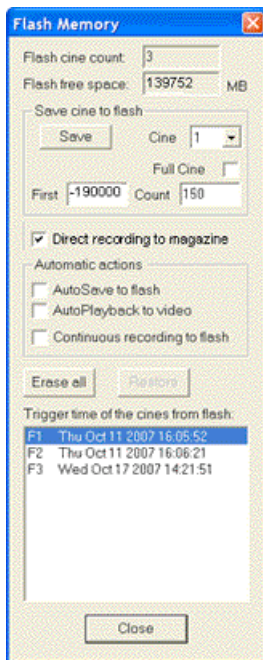 Flash Memory
Flash cine count: 3
Flash free space: 139752 MB
Save cine to flash
Save Cine 1
Full Cine
First -190000 Count 150
Direct recording to magazine
Automatic actions
AutoSave to flash
AutoPlayback to video
Continuous recording to flash
Erase all Restore
Trigger time of the cines from flash:
F1 Thu Oct 11 2007 16:05:52
F2 Thu Oct 11 2007 16:06:21
F3 Wed Oct 17 2007 14:21:51
Close